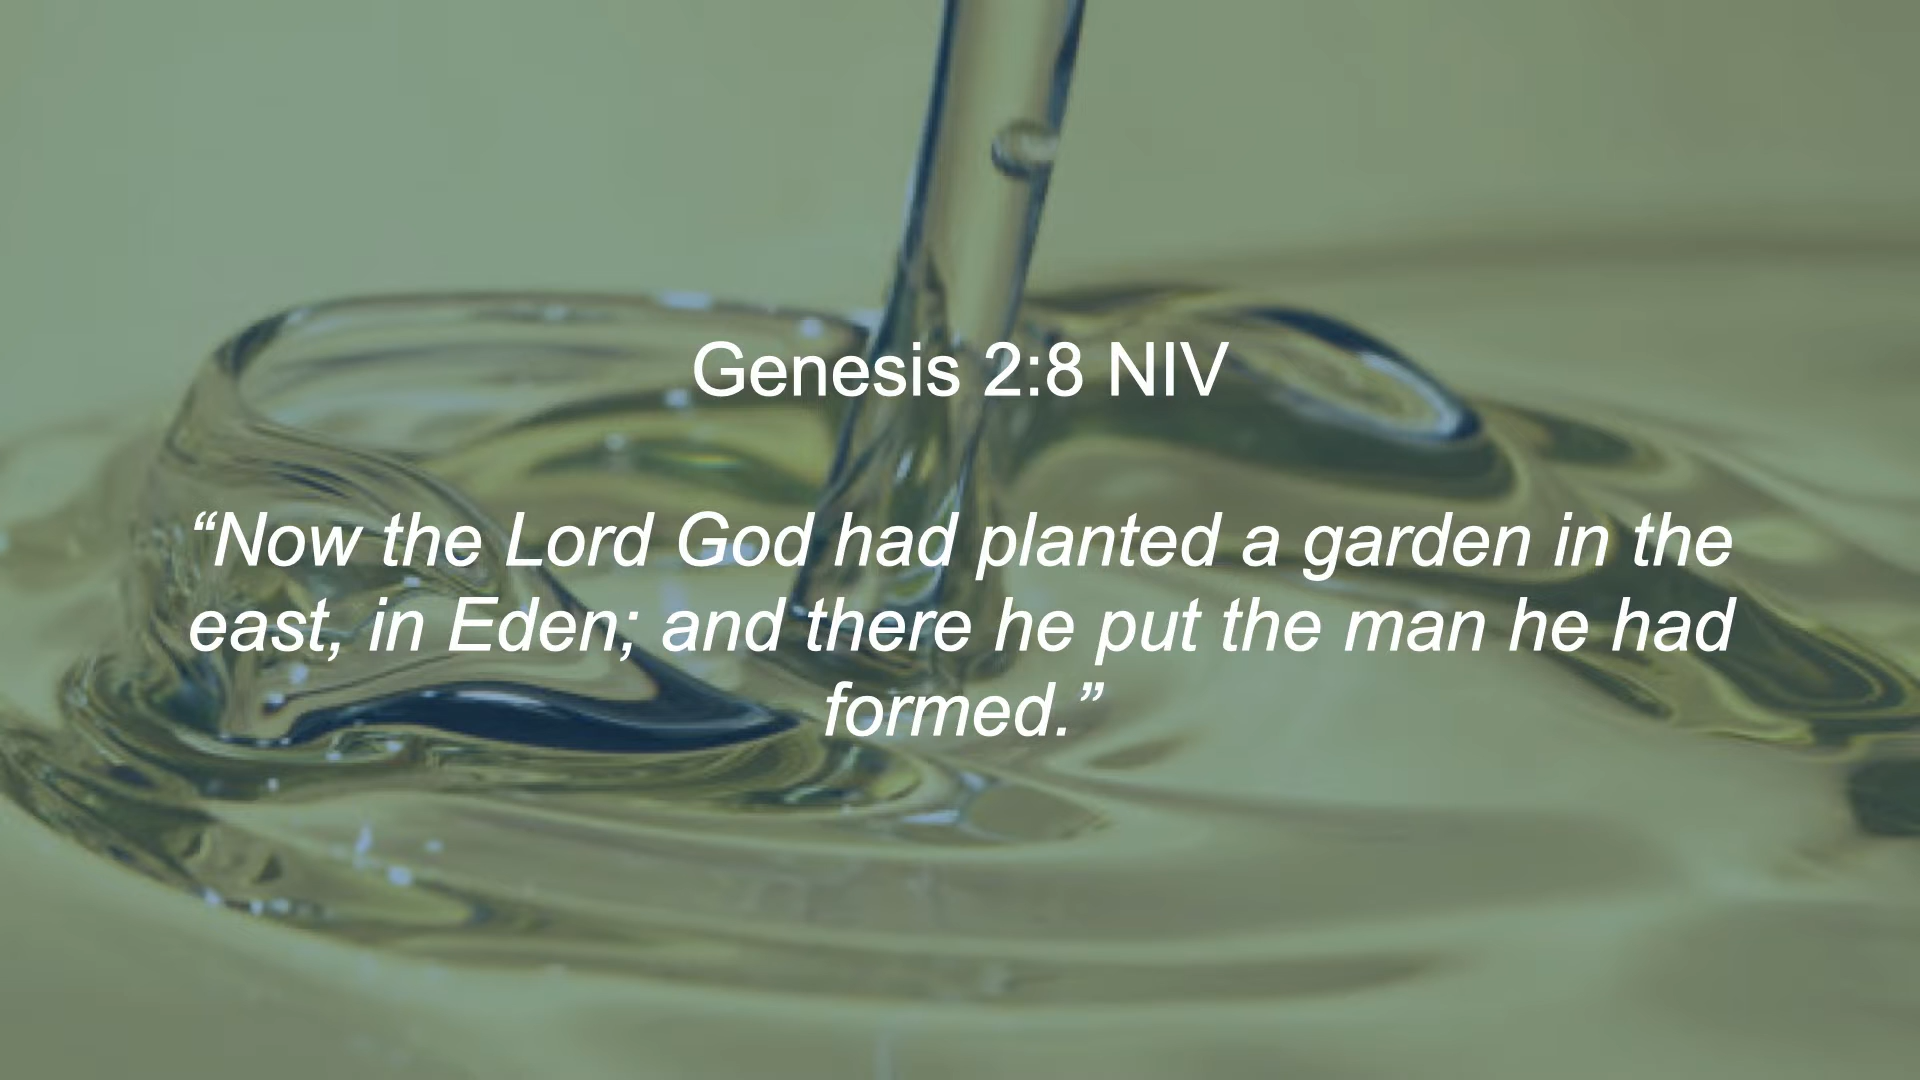 Genesis 2:8 NIV
“Now the Lord God had planted a garden in the
east, in Eden; and there he put the man he had
formed.”